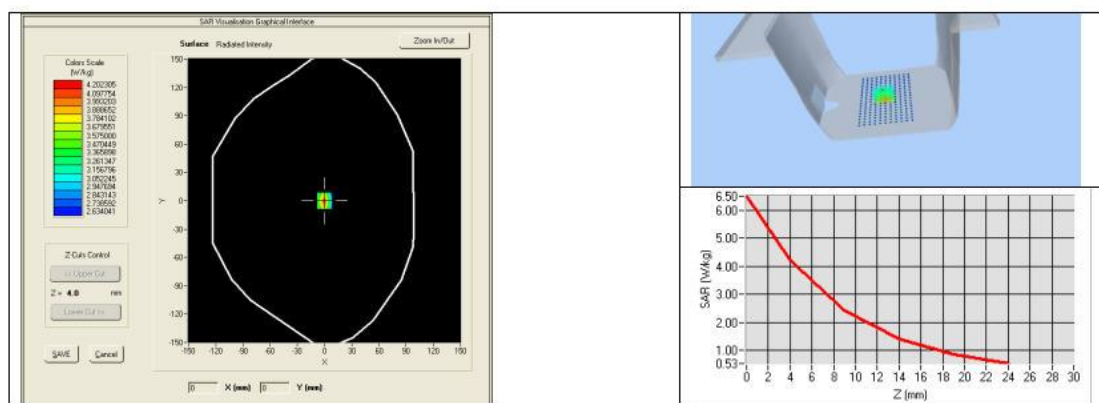 SAR Visualisation Graphical Interface
Surface Radiated Intensity
Zoom In/Out
Colors Scale
(W/kg)
4.202305
4.097754
3.993203
3.888652
3.784102
3.679551
3.575000
3.470449
3.365898
3.261347
3.156796
3.052245
2.947694
2.843143
2.738592
2.634041
Z-Cuts Control
<< Upper Cut
Z = 4.0 mm
Lower Cut >>
SAVE Cancel
150-
120-
90-
60-
30-
0-
-30-
-60-
-90-
-120-
-150-
Y
-150 -120 -90 -60 -30 0 30 60 90 120 150
X
0 X (mm) 0 Y (mm)
6.50
6.00
4.00
2.00
1.00
0.53
SAR (W/kg)
0 2 4 6 8 10 12 14 16 18 20 22 24 26 28 30
Z (mm)